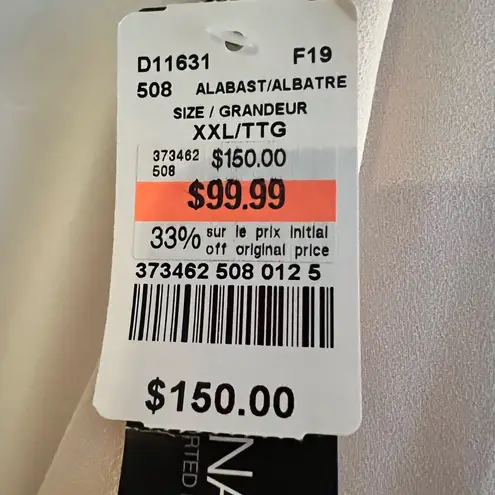 D11631 F19
508 ALABAST/ALBATRE
SIZE / GRANDEUR
XXL/TTG
373462 $150.00
508
$99.99
33% sur le prix initial
off original price
373462 508 012 5
$150.00